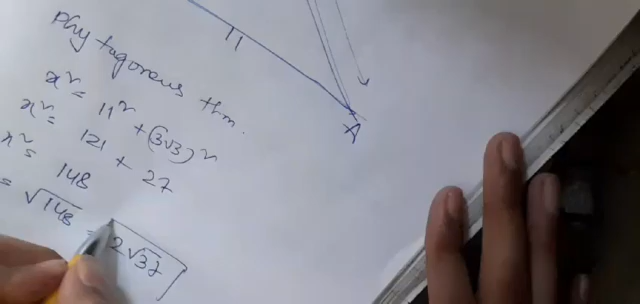 11
A
Phytagoreus thm.
x² = 11² + (3√3)²
x² = 121 + 27
x² = 148
= √148 = 2√37